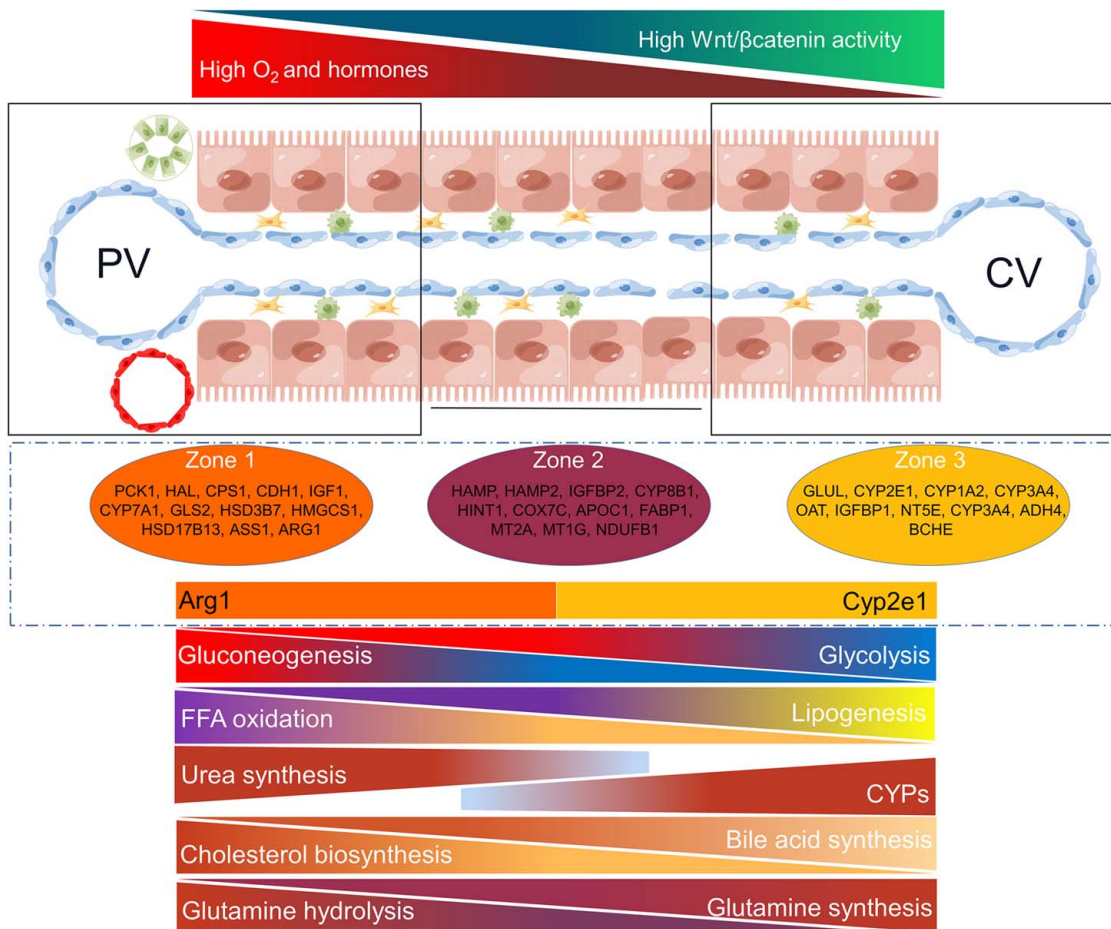 High Wnt/βcatenin activity
High O₂ and hormones
PV
CV
Zone 1
PCK1, HAL, CPS1, CDH1, IGF1,
CYP7A1, GLS2, HSD3B7, HMGCS1,
HSD17B13, ASS1, ARG1
Zone 2
HAMP, HAMP2, IGFBP2, CYP8B1,
HINT1, COX7C, APOC1, FABP1,
MT2A, MT1G, NDUFB1
Zone 3
GLUL, CYP2E1, CYP1A2, CYP3A4,
OAT, IGFBP1, NT5E, CYP3A4, ADH4,
BCHE
Arg1
Cyp2e1
Gluconeogenesis
Glycolysis
FFA oxidation
Lipogenesis
Urea synthesis
CYPs
Bile acid synthesis
Cholesterol biosynthesis
Glutamine hydrolysis
Glutamine synthesis